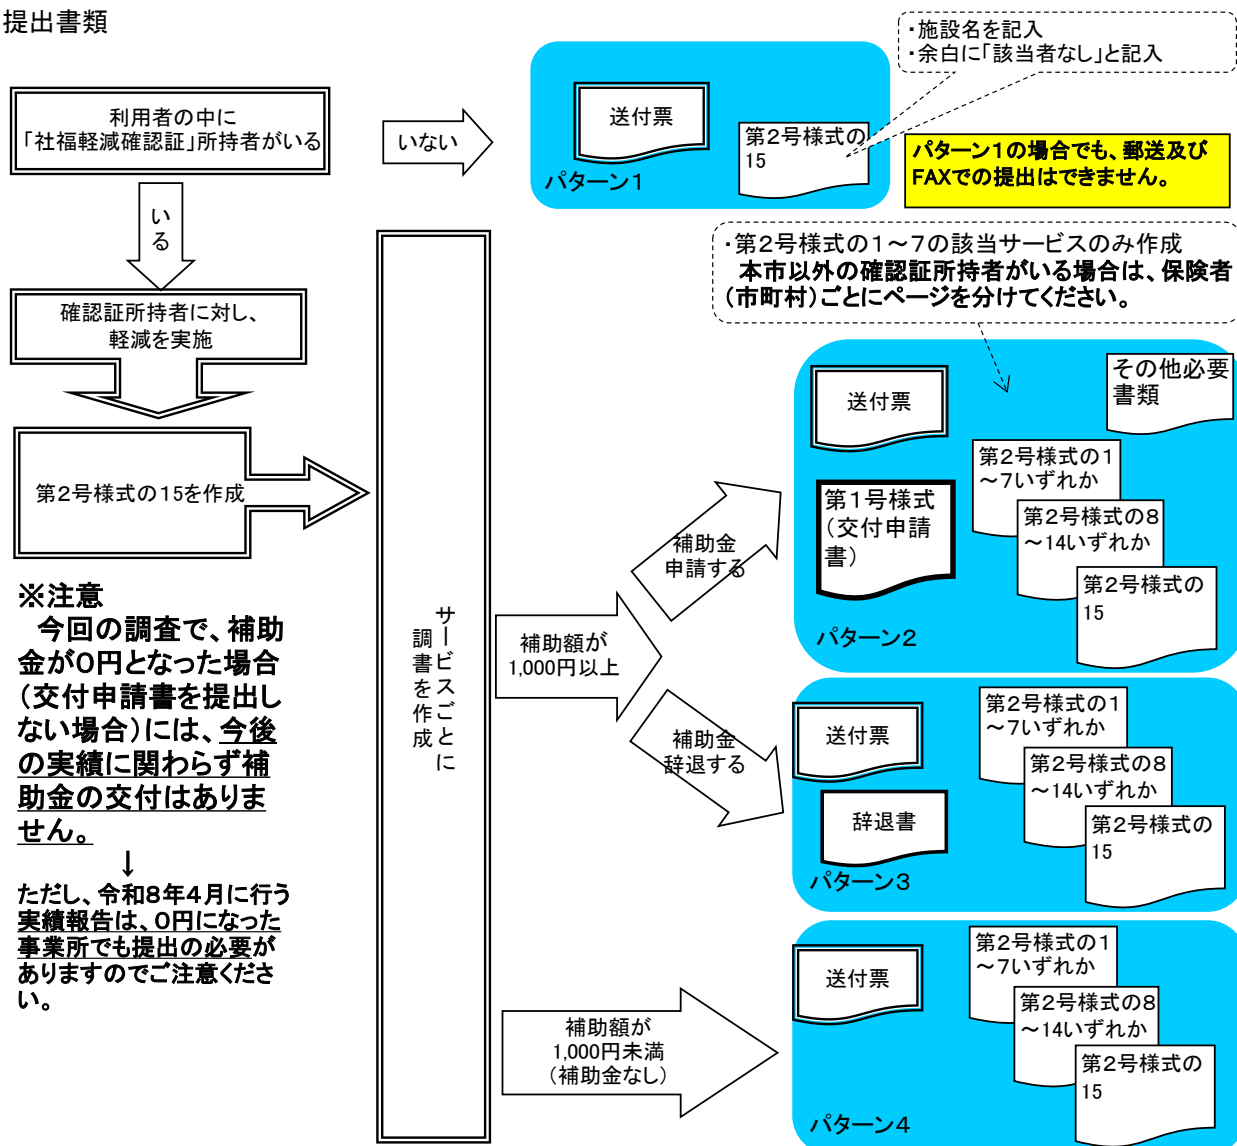 提出書類
・施設名を記入
・余白に「該当者なし」と記入
利用者の中に
「社福軽減確認証」所持者がいる
いない
送付票
第2号様式の
15
パターン1
パターン1の場合でも、郵送及び
FAXでの提出はできません。
いる
・第2号様式の1～7の該当サービスのみ作成
本市以外の確認証所持者がいる場合は、保険者
(市町村)ごとにページを分けてください。
確認証所持者に対し、
軽減を実施
第2号様式の15を作成
サービスごとに
調書を作成
補助額が
1,000円以上
補助金
申請する
送付票
その他必要
書類
第1号様式
(交付申請
書)
第2号様式の1
～7いずれか
第2号様式の8
～14いずれか
第2号様式の
15
パターン2
補助金
辞退する
送付票
辞退書
第2号様式の1
～7いずれか
第2号様式の8
～14いずれか
第2号様式の
15
パターン3
補助額が
1,000円未満
(補助金なし)
送付票
第2号様式の1
～7いずれか
第2号様式の8
～14いずれか
第2号様式の
15
パターン4
※注意
今回の調査で、補助
金が0円となった場合
(交付申請書を提出し
ない場合)には、今後
の実績に関わらず補
助金の交付はありま
せん。
↓
ただし、令和8年4月に行う
実績報告は、0円になった
事業所でも提出の必要が
ありますのでご注意くださ
い。